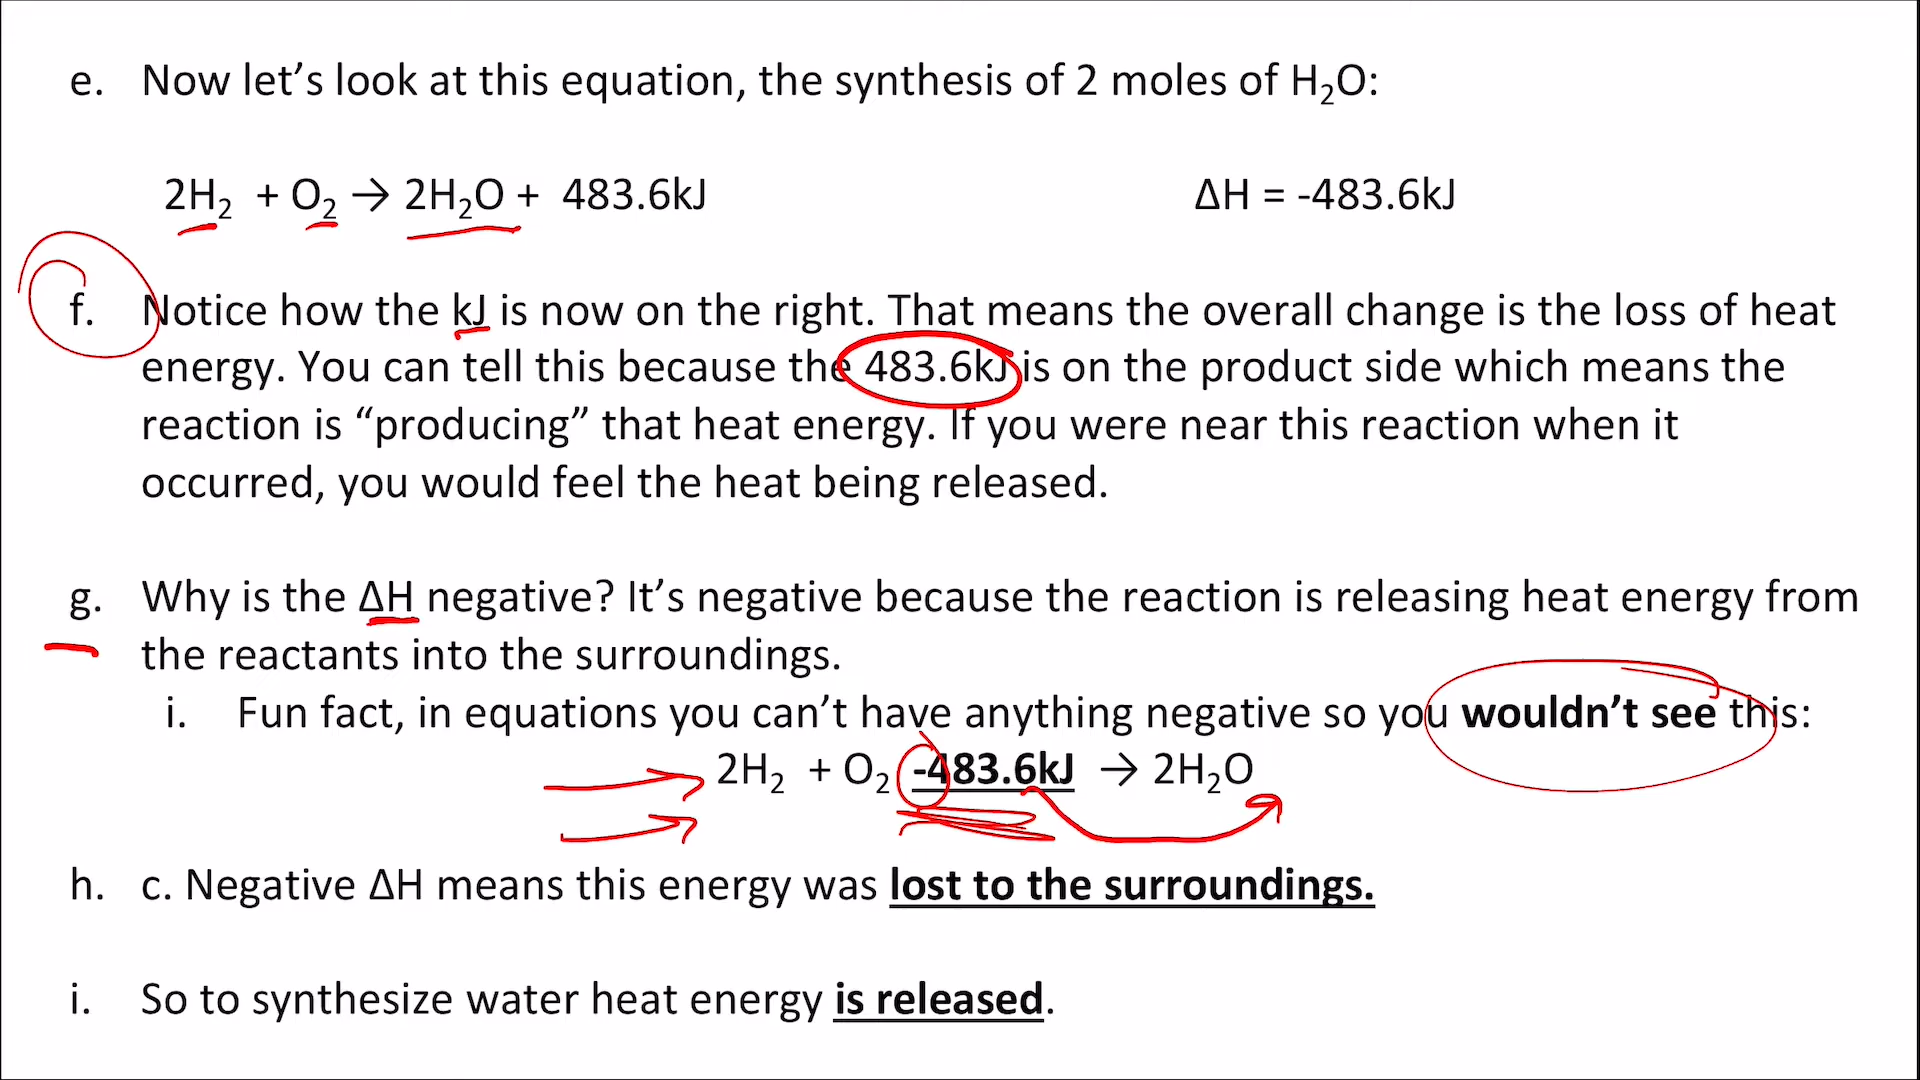 e. Now let’s look at this equation, the synthesis of 2 moles of H₂O:
2H₂ + O₂ → 2H₂O + 483.6kJ ΔH = -483.6kJ
f. Notice how the kJ is now on the right. That means the overall change is the loss of heat
energy. You can tell this because the 483.6kJ is on the product side which means the
reaction is “producing” that heat energy. If you were near this reaction when it
occurred, you would feel the heat being released.
g. Why is the ΔH negative? It’s negative because the reaction is releasing heat energy from
the reactants into the surroundings.
i. Fun fact, in equations you can’t have anything negative so you wouldn’t see this:
2H₂ + O₂ -483.6kJ → 2H₂O
h. c. Negative ΔH means this energy was lost to the surroundings.
i. So to synthesize water heat energy is released.